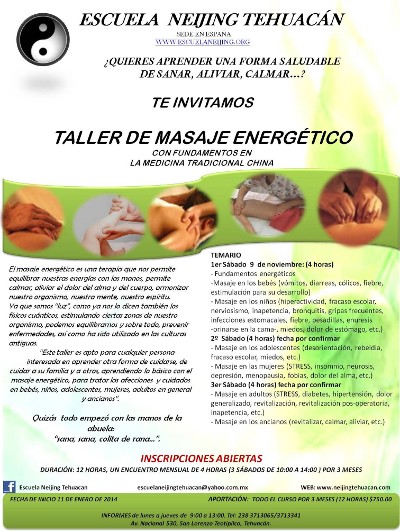 ESCUELA NEIJING TEHUACÁN
SEDE EN ESPAÑA
WWW.ESCUELANEIJING.ORG
¿QUIERES APRENDER UNA FORMA SALUDABLE
DE SANAR, ALIVIAR, CALMAR…?
TE INVITAMOS
TALLER DE MASAJE ENERGÉTICO
CON FUNDAMENTOS EN
LA MEDICINA TRADICIONAL CHINA
El masaje energético es una terapia que nos permite
equilibrar nuestras energías con las manos, permite
calmar, aliviar el dolor del alma y del cuerpo, armonizar
nuestro organismo, nuestra mente, nuestro espíritu.
Ya que somos "luz", como ya nos lo dicen también los
físicos cuánticos, estimulando ciertas zonas de nuestro
organismo, podemos equilibrarnos y sobre todo, prevenir
enfermedades, así como ha sido utilizado en las culturas
antiguas.
"Este taller es apto para cualquier persona
interesada en aprender otra forma de cuidarse, de
cuidar a su familia y a otros, aprendiendo lo básico con el
masaje energético, para tratar las afecciones y cuidados
en bebés, niños, adolescentes, mujeres, adultos en general
y ancianos".
Quizás todo empezó con las manos de la
abuela:
"sana, sana, colita de rana…".
TEMARIO
1er Sábado 9 de noviembre: (4 horas)
- Fundamentos energéticos
-Masaje en los bebés (vómitos, diarreas, cólicos, fiebre,
estimulación para su desarrollo)
- Masaje en los niños (hiperactividad, fracaso escolar,
nerviosismo, inapetencia, bronquitis, gripes frecuentes,
infecciones estomacales, fiebre, pesadillas, enuresis
-orinarse en la cama-, miedos, dolor de estómago, etc.)
2º Sábado (4 horas) fecha por confirmar
- Masaje en los adolescentes (desorientación, rebeldía,
fracaso escolar, miedos, etc.)
- Masaje en las mujeres (STRESS, insomnio, neurosis,
depresión, menopausia, fobias, dolor del alma, etc.)
3er Sábado (4 horas) fecha por confirmar
- Masaje en adultos (STRESS, diabetes, hipertensión, dolor
generalizado, revitalización, revitalización pos-operatoria,
inapetencia, etc.)
- Masaje en los ancianos (revitalizar, calmar, aliviar, etc.)
INSCRIPCIONES ABIERTAS
DURACIÓN: 12 HORAS, UN ENCUENTRO MENSUAL DE 4 HORAS (3 SÁBADOS DE 10:00 A 14:00 ) POR 3 MESES
f Escuela Neijing Tehuacan escuelaneijingtehuacan@yahoo.com.mx WEB: www.neijingtehuacan.com
FECHA DE INICIO 11 DE ENERO DE 2014 APORTACIÓN: TODO EL CURSO POR 3 MESES (12 HORAS) $750.00
INFORMES de lunes a jueves de 9:00 a 13:00. Tel: 238 3713065/3713341
Av. Nacional 530, San Lorenzo Teotipilco, Tehuacán.